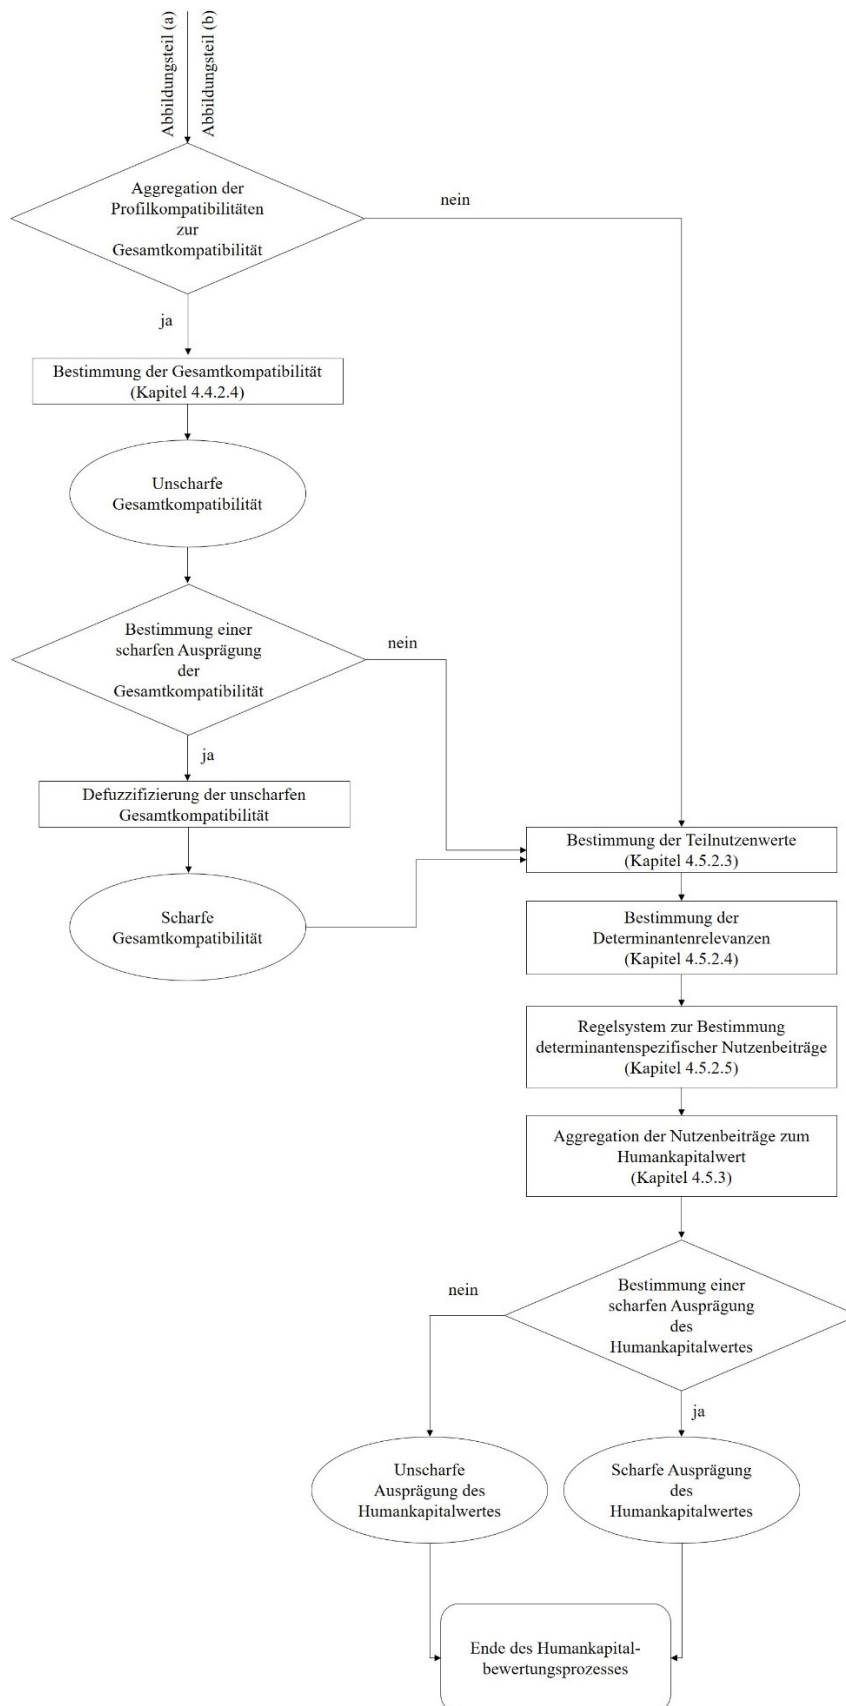 Abbildungsteil (a)
Abbildungsteil (b)
Aggregation der
Profilkompatibilitäten
zur
Gesamtkompatibilität
nein
ja
Bestimmung der Gesamtkompatibilität
(Kapitel 4.4.2.4)
Unscharfe
Gesamtkompatibilität
Bestimmung einer
scharfen Ausprägung
der
Gesamtkompatibilität
nein
ja
Defuzzifizierung der unscharfen
Gesamtkompatibilität
Scharfe
Gesamtkompatibilität
Bestimmung der Teilnutzenwerte
(Kapitel 4.5.2.3)
Bestimmung der
Determinantenrelevanzen
(Kapitel 4.5.2.4)
Regelsystem zur Bestimmung
determinantenspezifischer Nutzenbeiträge
(Kapitel 4.5.2.5)
Aggregation der Nutzenbeiträge zum
Humankapitalwert
(Kapitel 4.5.3)
Bestimmung einer
scharfen Ausprägung
des
Humankapitalwertes
nein
ja
Unscharfe
Ausprägung des
Humankapitalwertes
Scharfe Ausprägung
des
Humankapitalwertes
Ende des Humankapital-
bewertungsprozesses